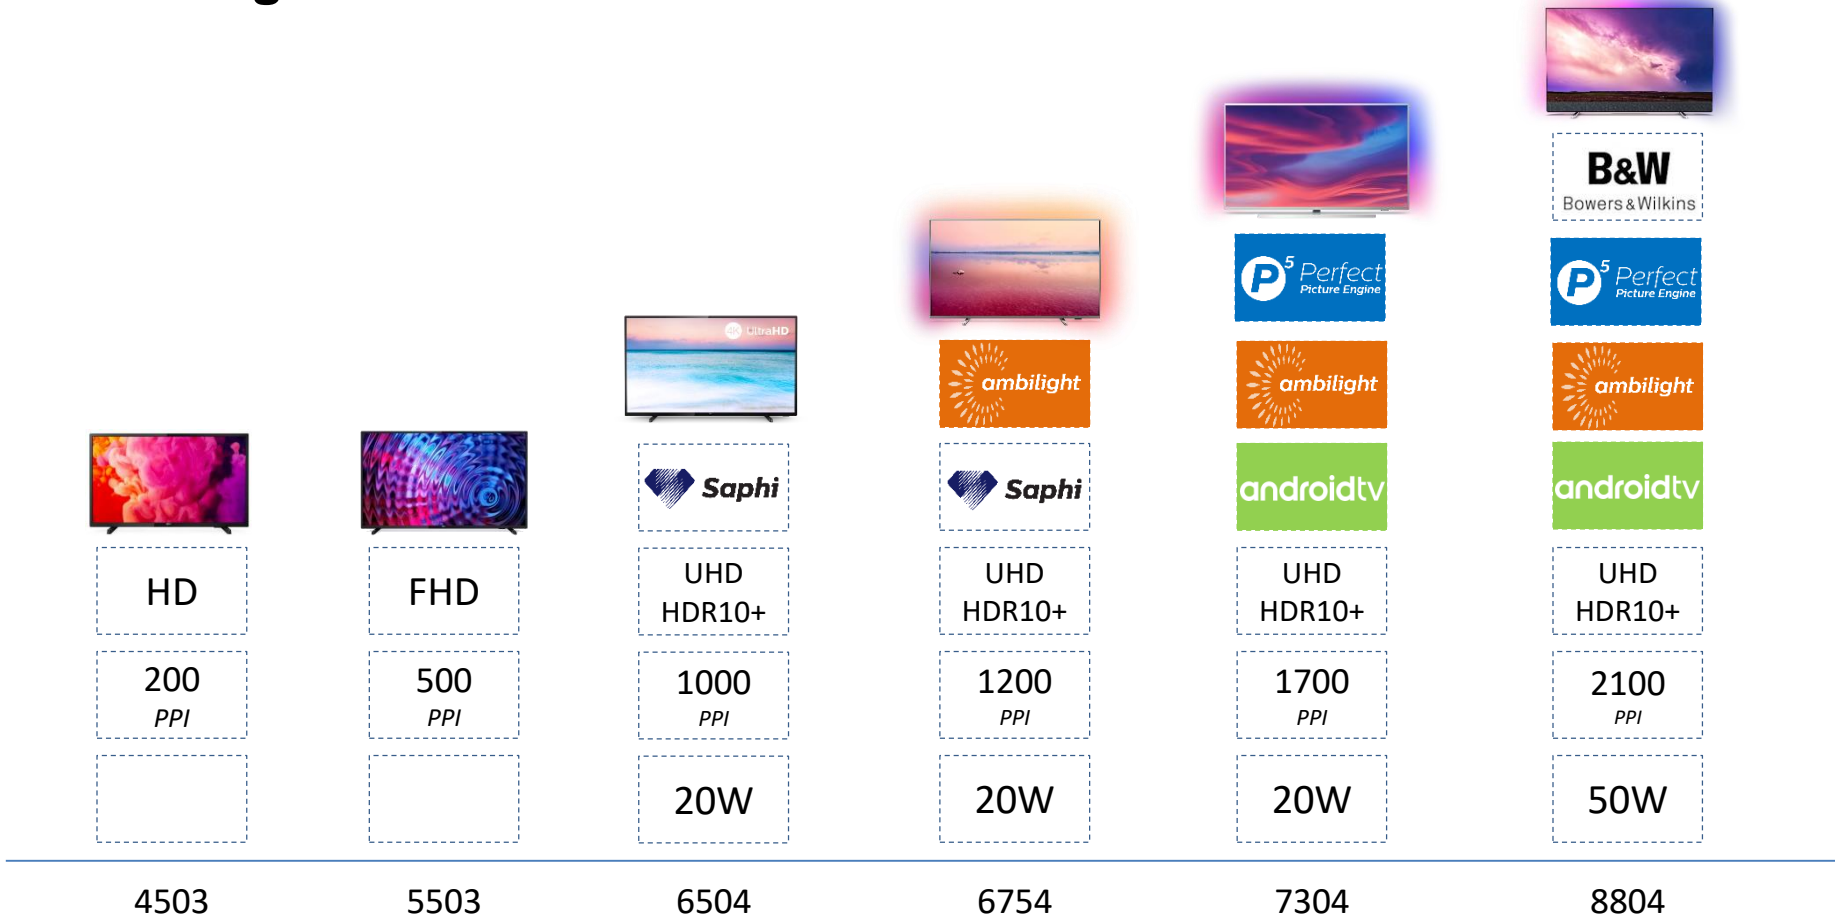 B&W
Bowers & Wilkins
P5 Perfect
Picture Engine
P5 Perfect
Picture Engine
4K UltraHD
ambilight
ambilight
ambilight
Saphi
Saphi
androidtv
androidtv
HD
FHD
UHD
HDR10+
UHD
HDR10+
UHD
HDR10+
UHD
HDR10+
200
PPI
500
PPI
1000
PPI
1200
PPI
1700
PPI
2100
PPI
20W
20W
20W
50W
4503
5503
6504
6754
7304
8804